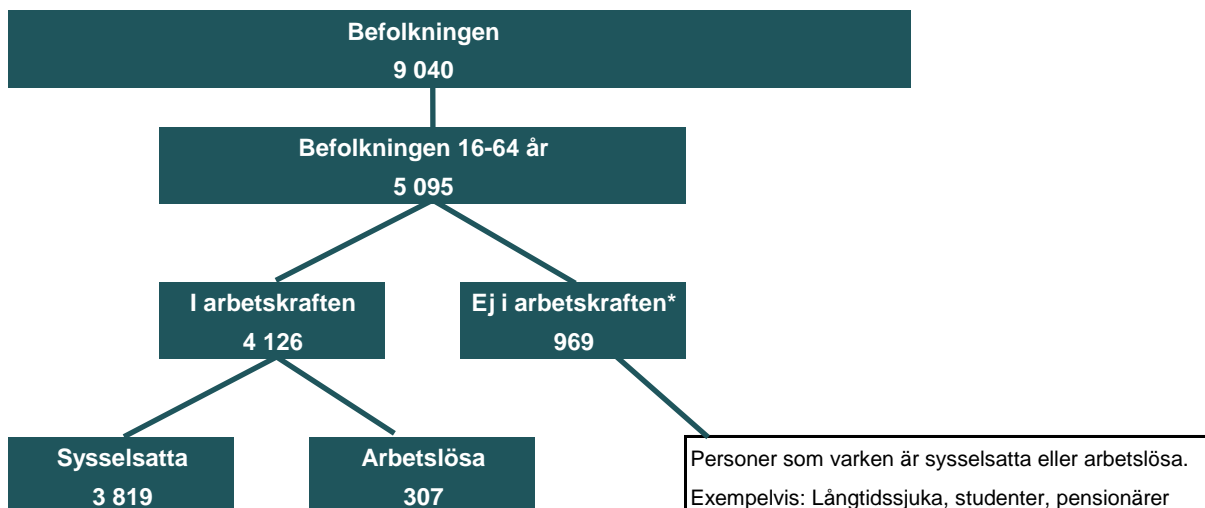 Befolkningen
9 040
Befolkningen 16-64 år
5 095
I arbetskraften
4 126
Ej i arbetskraften*
969
Sysselsatta
3 819
Arbetslösa
307
Personer som varken är sysselsatta eller arbetslösa.
Exempelvis: Långtidssjuka, studenter, pensionärer